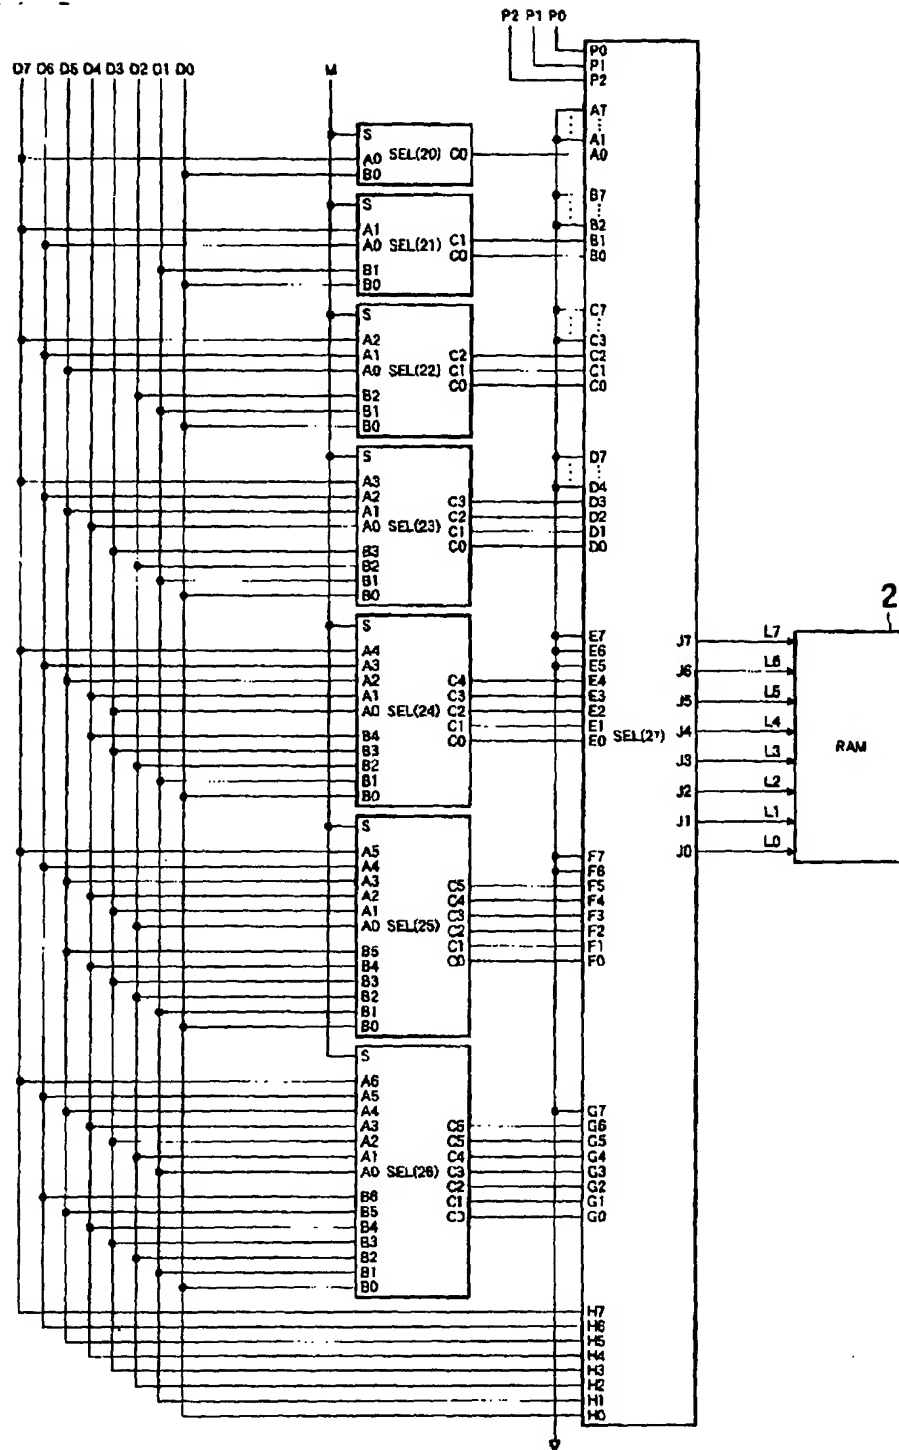 P2 P1 P0
D7 D6 D5 D4 D3 D2 D1 D0
M
P0
P1
P2
A7
A1
A0
S
A0 SEL(20) C0
B0
B7
B2
B1
B0
S
A1
A0 SEL(21)
C1
C0
B1
B0
C7
C3
C2
C1
C0
S
A2
A1
A0 SEL(22)
C2
C1
C0
B2
B1
B0
D7
D4
D3
D2
D1
D0
S
A3
A2
A1
A0 SEL(23)
C3
C2
C1
C0
B3
B2
B1
B0
E7
E6
E5
E4
E3
E2
E1
E0 SEL(27)
S
A4
A3
A2
A1
A0 SEL(24)
C4
C3
C2
C1
C0
B4
B3
B2
B1
B0
J7
J6
J5
J4
J3
J2
J1
J0
L7
L6
L5
L4
L3
L2
L1
L0
2
RAM
S
A5
A4
A3
A2
A1
A0 SEL(25)
C5
C4
C3
C2
C1
C0
B5
B4
B3
B2
B1
B0
F7
F6
F5
F4
F3
F2
F1
F0
S
A6
A5
A4
A3
A2
A1
A0 SEL(26)
C6
C5
C4
C3
C2
C1
C0
B6
B5
B4
B3
B2
B1
B0
G7
G6
G5
G4
G3
G2
G1
G0
H7
H6
H5
H4
H3
H2
H1
H0